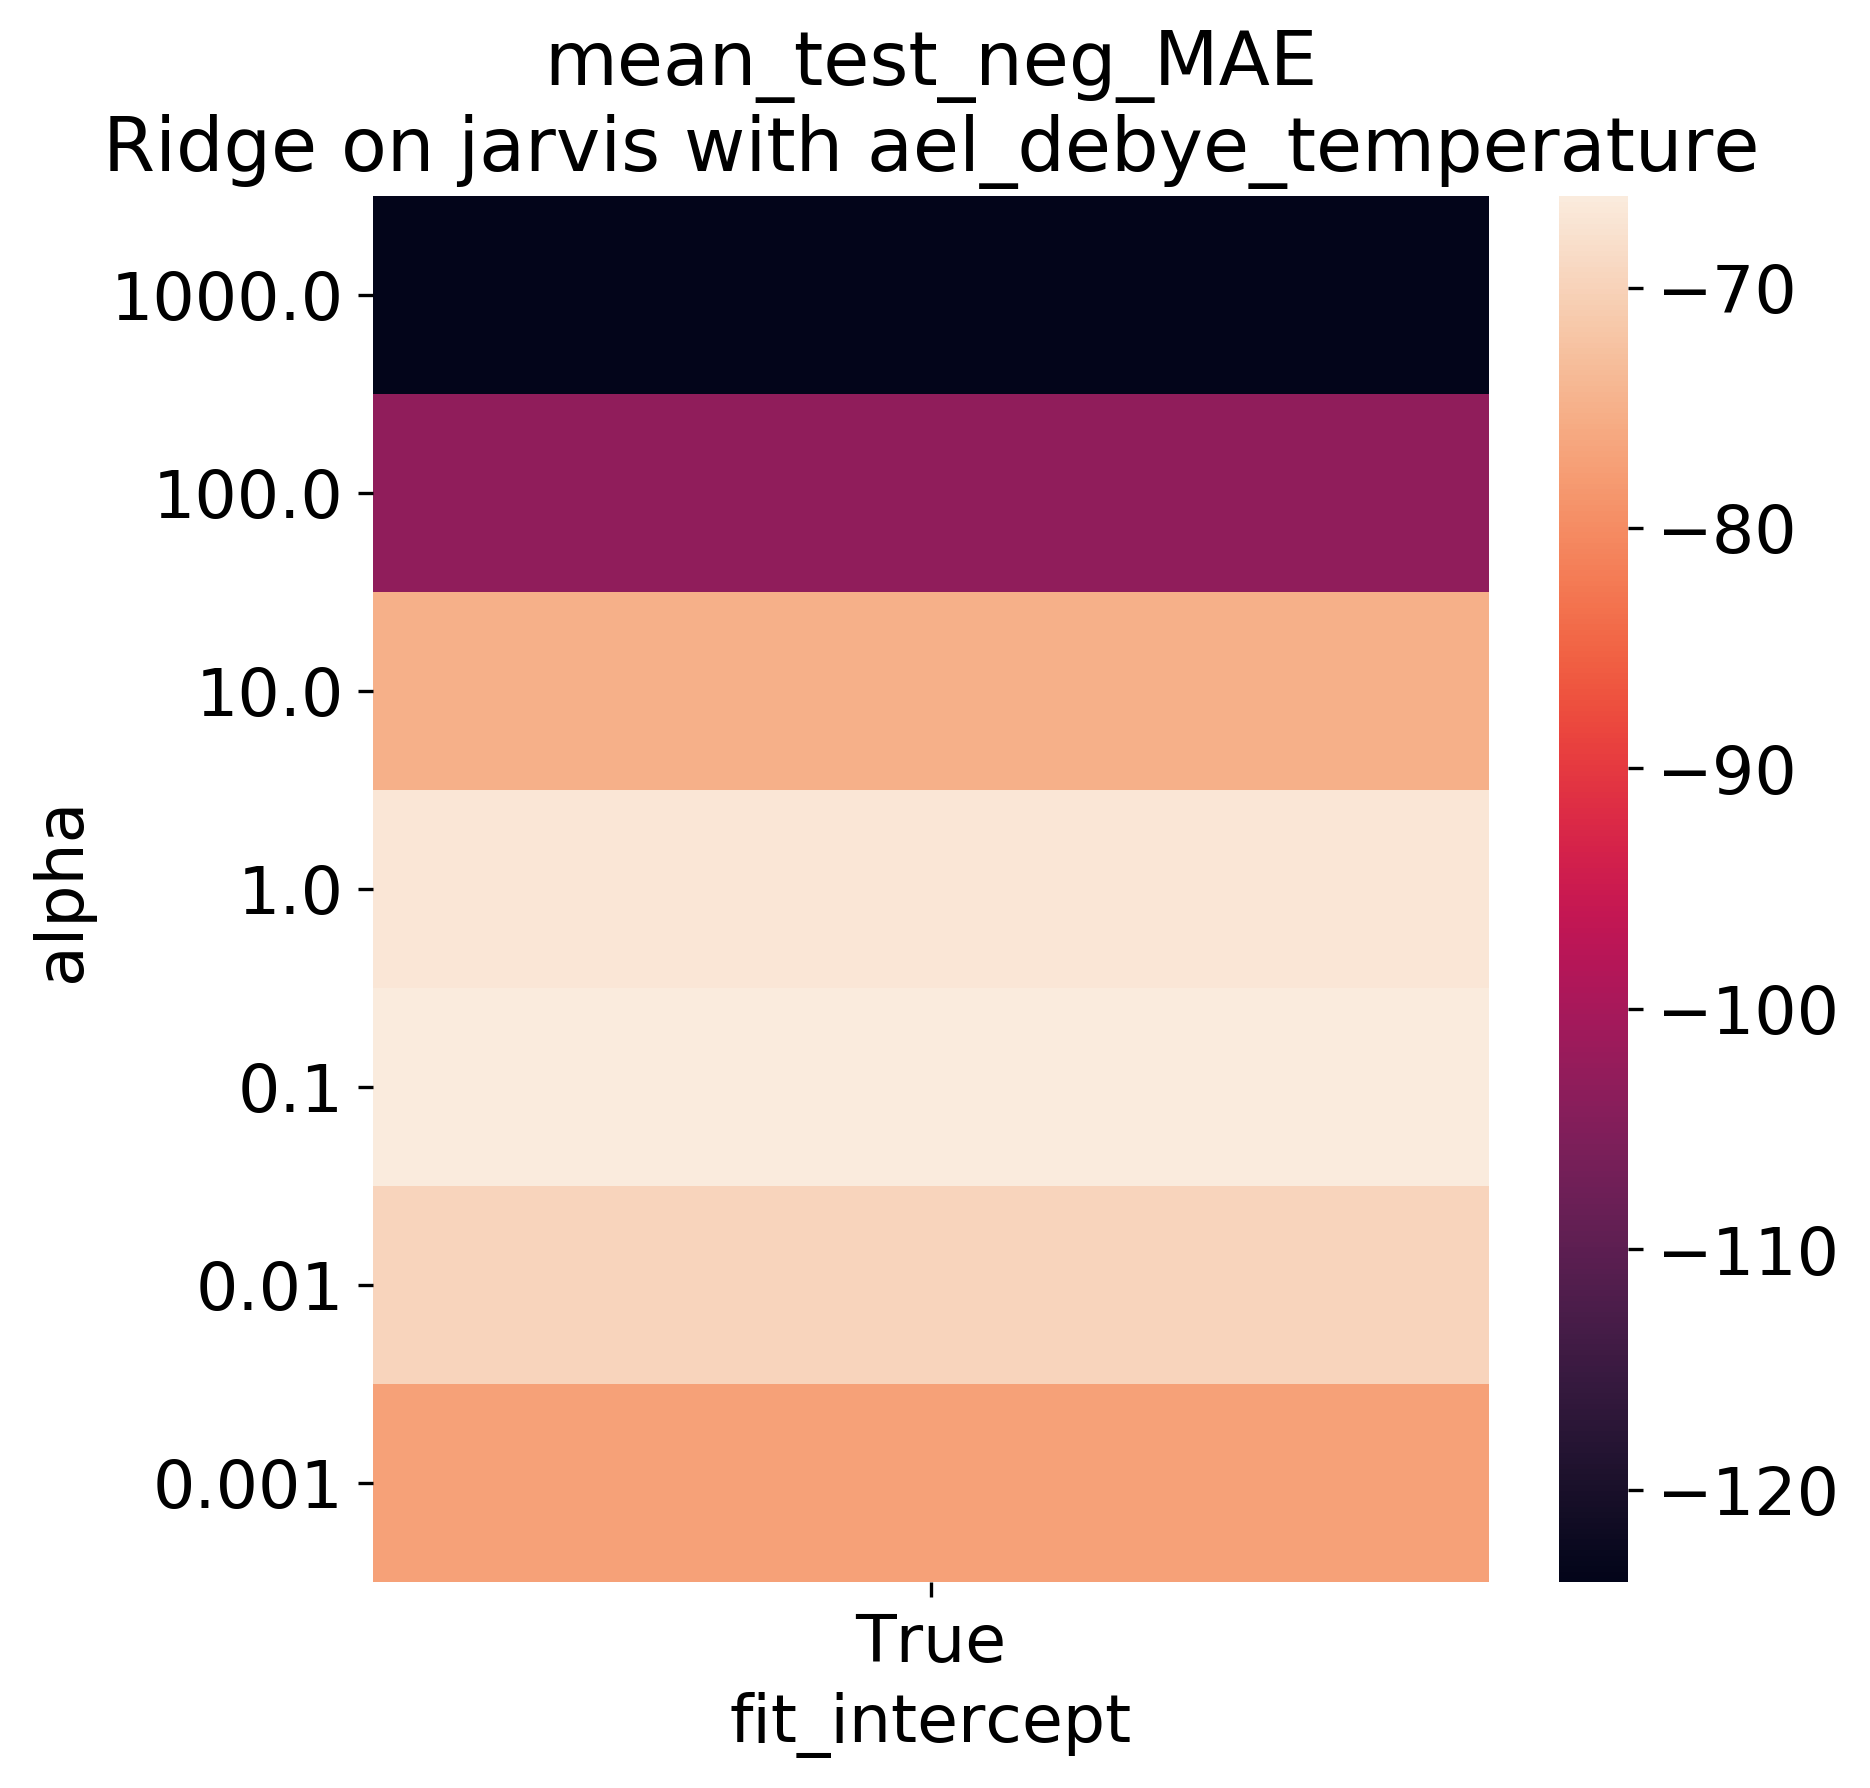 mean_test_neg_MAE
Ridge on jarvis with ael_debye_temperature
alpha
1000.0
100.0
10.0
1.0
0.1
0.01
0.001
True
fit_intercept
−70
−80
−90
−100
−110
−120